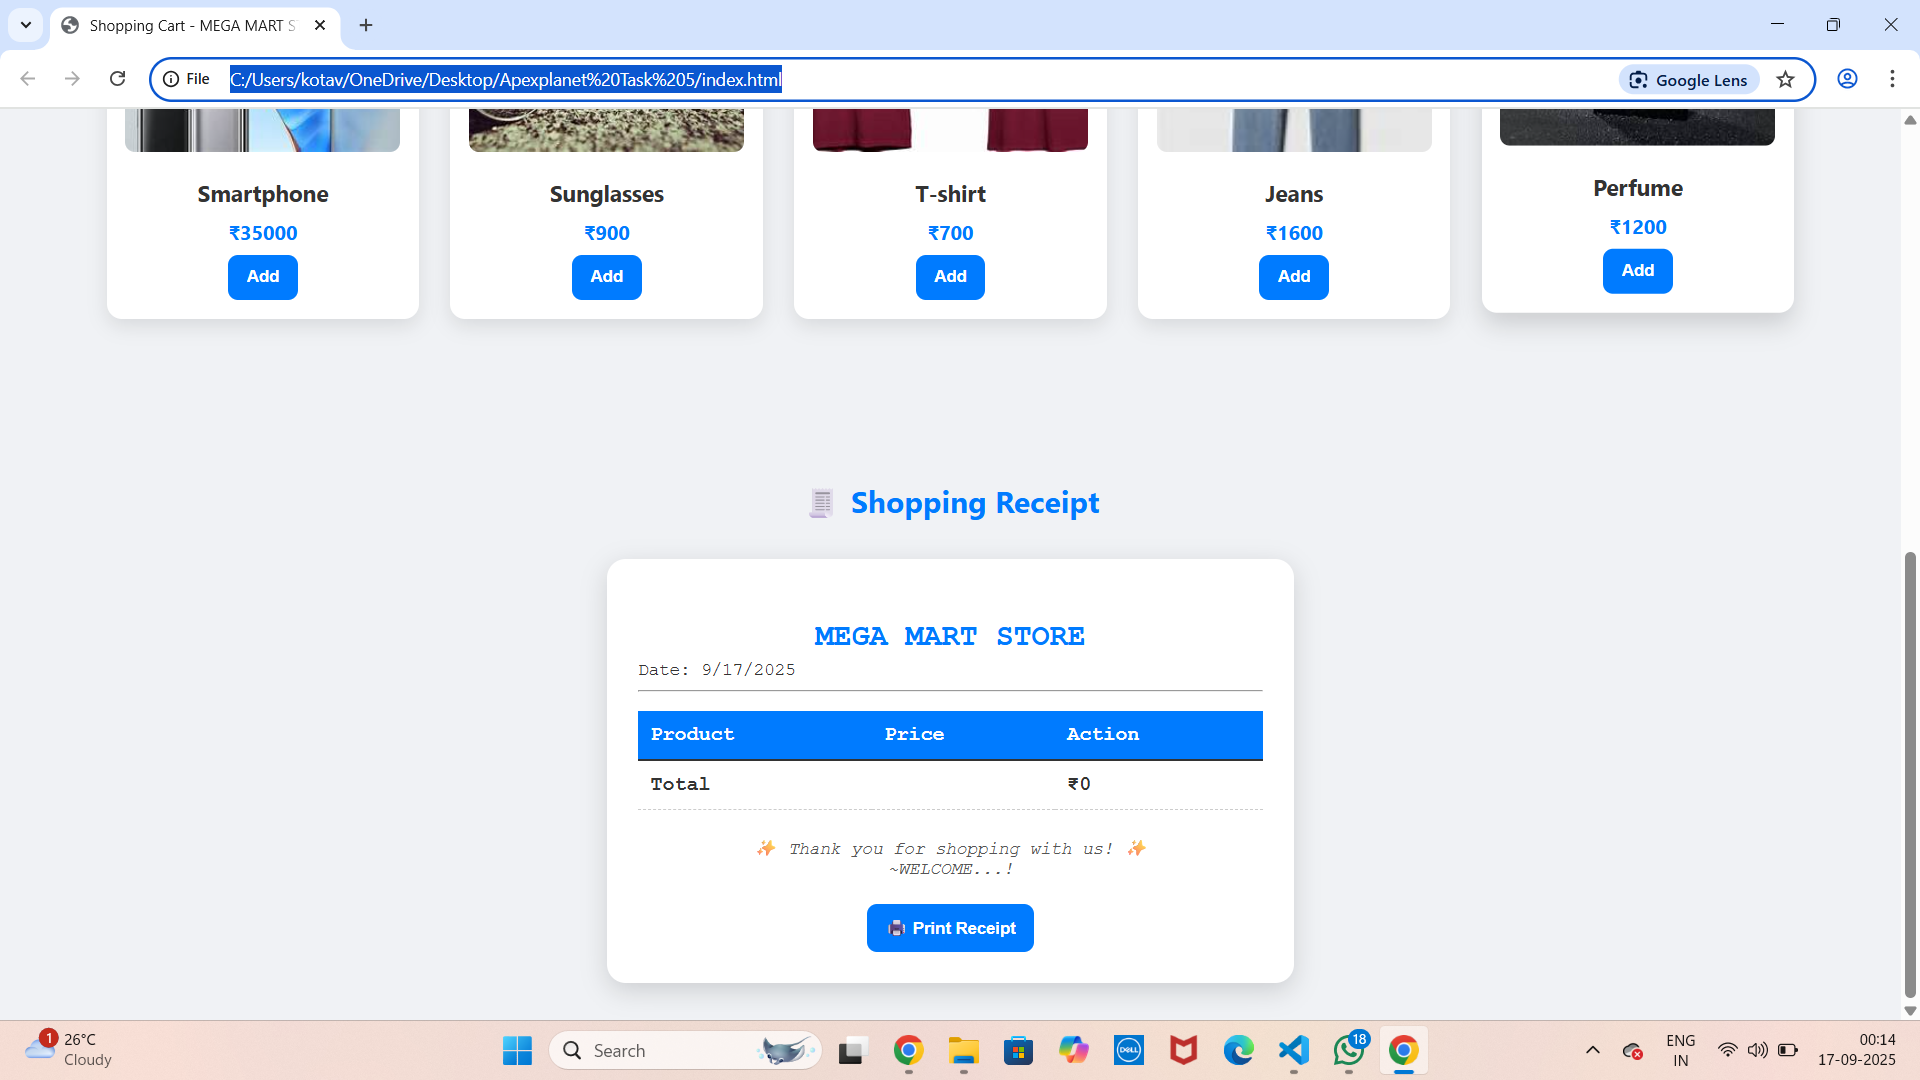 Shopping Cart - MEGA MART S
File
C:/Users/kotav/OneDrive/Desktop/Apexplanet%20Task%205/index.html
Google Lens
Smartphone
₹35000
Add
Sunglasses
₹900
Add
T-shirt
₹700
Add
Jeans
₹1600
Add
Perfume
₹1200
Add
Shopping Receipt
MEGA MART STORE
Date: 9/17/2025
Product Price Action
Total ₹0
✨ Thank you for shopping with us! ✨
~WELCOME...!
Print Receipt
1
26°C
Cloudy
Search
DELL
18
ENG
IN
00:14
17-09-2025